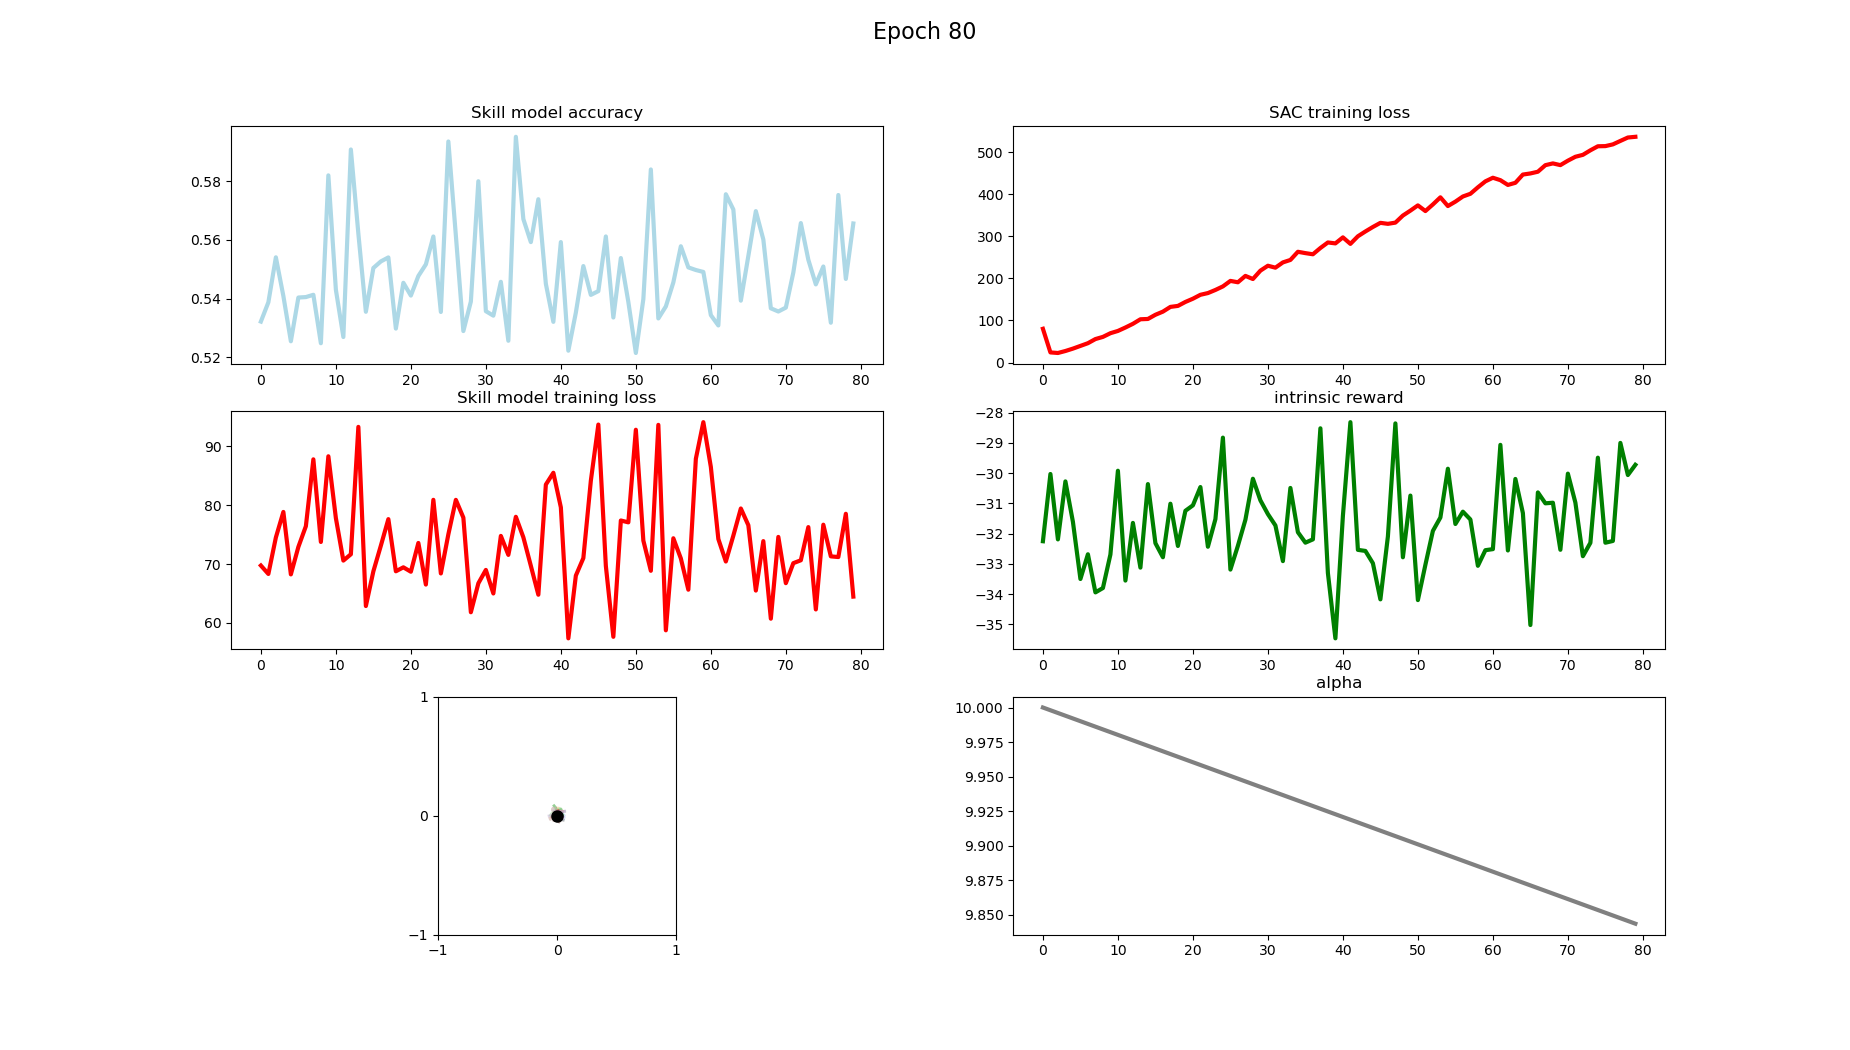 Epoch 80
Skill model accuracy
0.58
0.56
0.54
0.52
0 10 20 30 40 50 60 70 80
SAC training loss
500
400
300
200
100
0
0 10 20 30 40 50 60 70 80
Skill model training loss
90
80
70
60
0 10 20 30 40 50 60 70 80
intrinsic reward
−28
−29
−30
−31
−32
−33
−34
−35
0 10 20 30 40 50 60 70 80
1
0
−1
−1 0 1
alpha
10.000
9.975
9.950
9.925
9.900
9.875
9.850
0 10 20 30 40 50 60 70 80